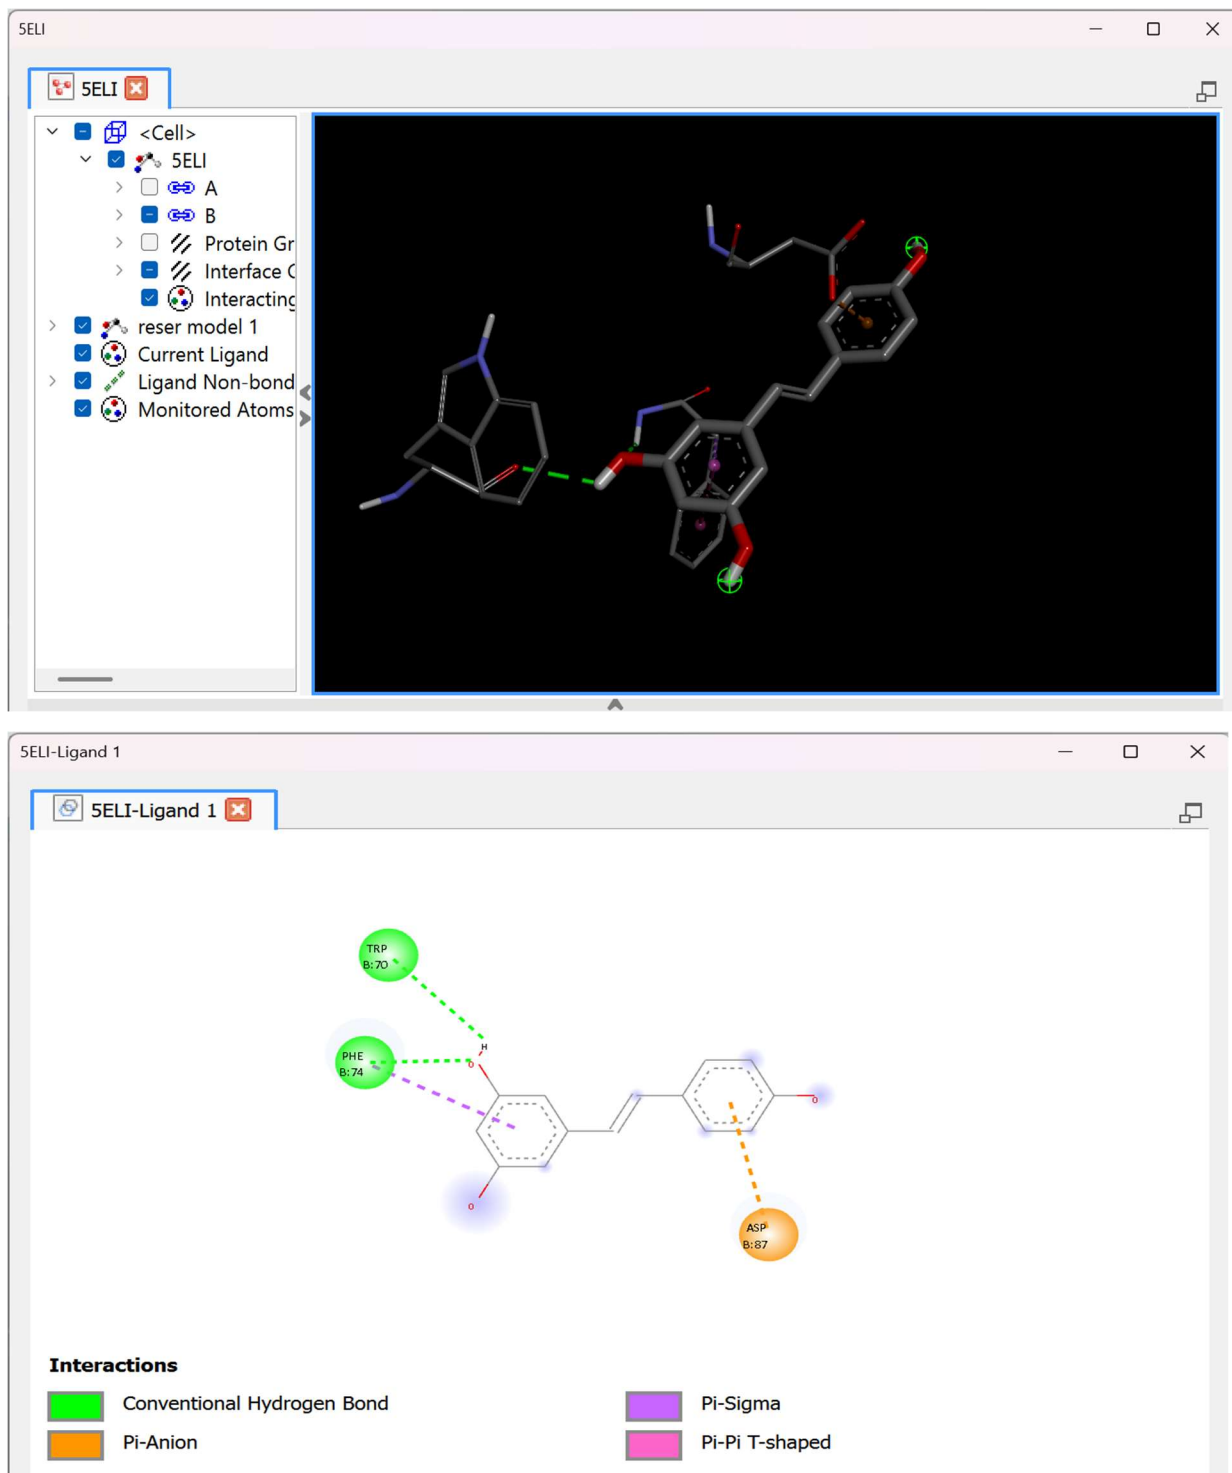 5ELI
5ELI
<Cell>
5ELI
A
B
Protein Gr
Interface C
Interacting
reser model 1
Current Ligand
Ligand Non-bond
Monitored Atoms
5ELI-Ligand 1
5ELI-Ligand 1
TRP
B:70
H
PHE
B:74
O
O
O
ASP
B:87
Interactions
Conventional Hydrogen Bond
Pi-Sigma
Pi-Anion
Pi-Pi T-shaped